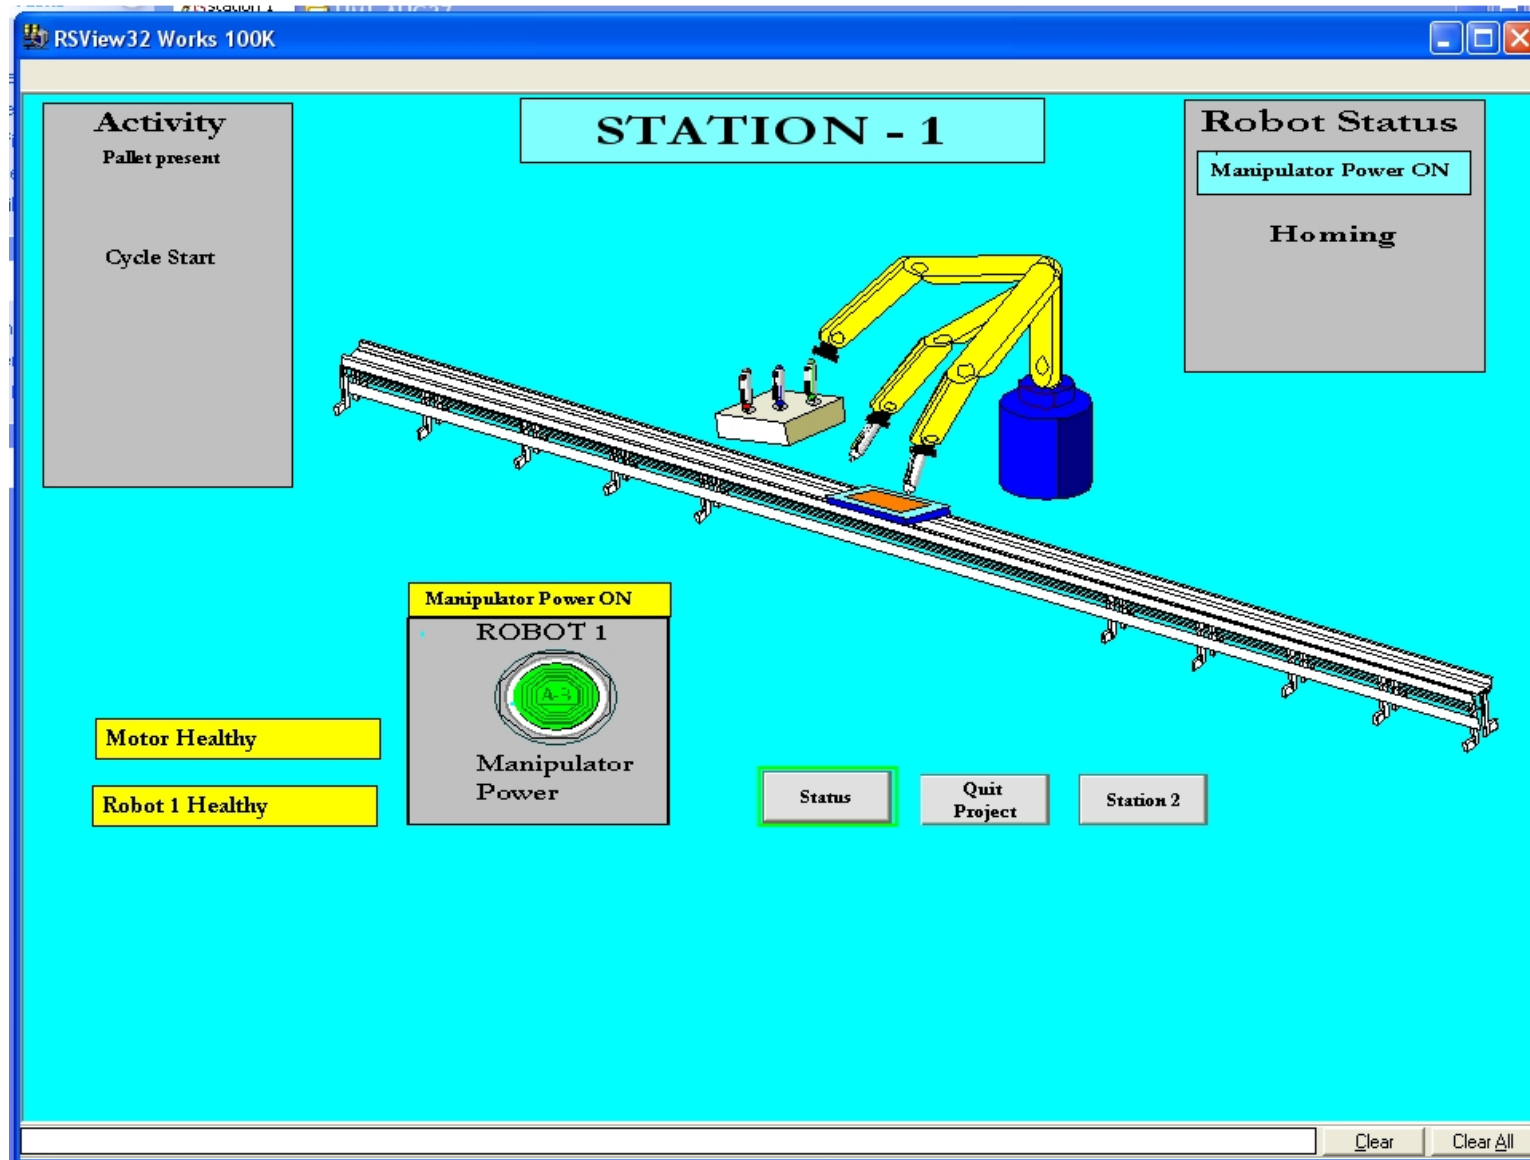 RSView32 Works 100K
Activity
Pallet present
Cycle Start
STATION - 1
Robot Status
Manipulator Power ON
Homing
Manipulator Power ON
ROBOT 1
A-B
Manipulator
Power
Motor Healthy
Robot 1 Healthy
Status
Quit
Project
Station 2
Clear
Clear All